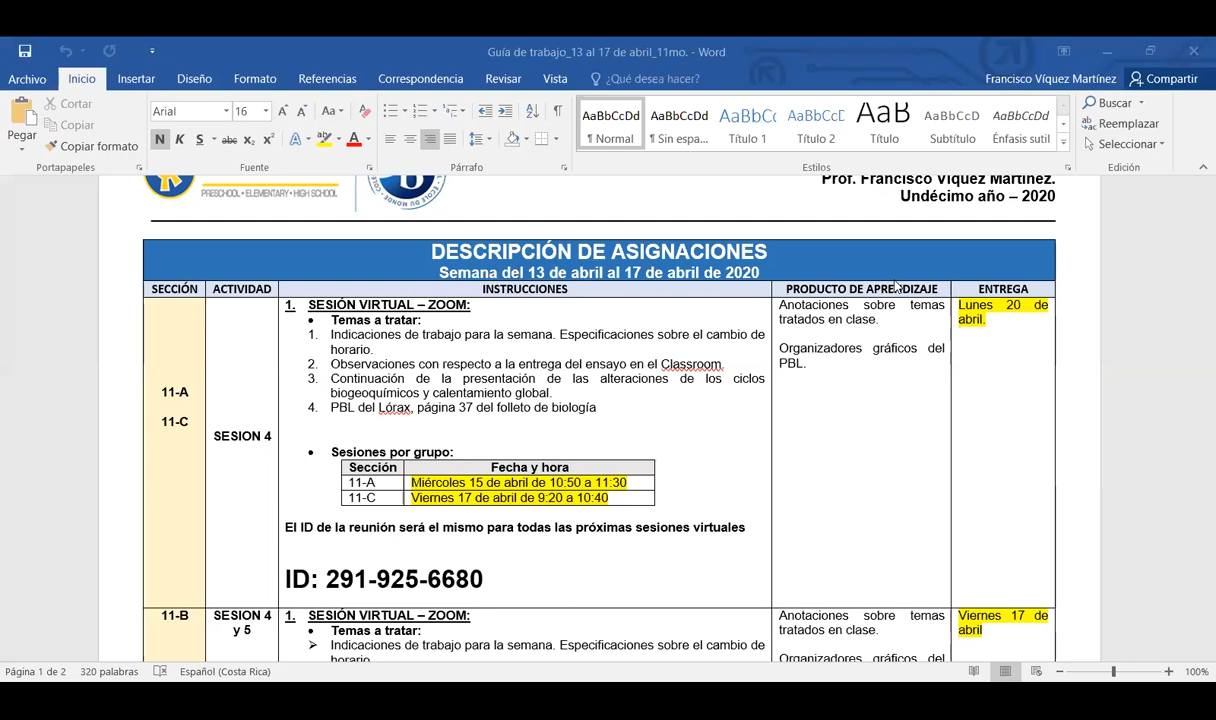 Guía de trabajo_13 al 17 de abril_11mo. - Word
Archivo Inicio Insertar Diseño Formato Referencias Correspondencia Revisar Vista ¿Qué desea hacer? Francisco Víquez Martínez Compartir
Pegar
Cortar
Copiar
Copiar formato
Portapapeles
Arial 16
Fuente
Párrafo
AaBbCcDd AaBbCcDd AaBbCc AaBbCcD AaB AaBbCcD AaBbCcDd
¶ Normal ¶ Sin espa... Título 1 Título 2 Título Subtítulo Énfasis sutil
Estilos
Buscar
Reemplazar
Seleccionar
Edición
PRESCHOOL • ELEMENTARY • HIGH SCHOOL
Prof. Francisco Víquez Martínez.
Undécimo año – 2020
DESCRIPCIÓN DE ASIGNACIONES
Semana del 13 de abril al 17 de abril de 2020
SECCIÓN ACTIVIDAD INSTRUCCIONES PRODUCTO DE APRENDIZAJE ENTREGA
11-A
11-C
SESION 4
1. SESIÓN VIRTUAL – ZOOM:
• Temas a tratar:
1. Indicaciones de trabajo para la semana. Especificaciones sobre el cambio de
horario.
2. Observaciones con respecto a la entrega del ensayo en el Classroom.
3. Continuación de la presentación de las alteraciones de los ciclos
biogeoquímicos y calentamiento global.
4. PBL del Lórax, página 37 del folleto de biología
• Sesiones por grupo:
Sección Fecha y hora
11-A Miércoles 15 de abril de 10:50 a 11:30
11-C Viernes 17 de abril de 9:20 a 10:40
El ID de la reunión será el mismo para todas las próximas sesiones virtuales
ID: 291-925-6680
Anotaciones sobre temas
tratados en clase.
Organizadores gráficos del
PBL.
Lunes 20 de
abril.
11-B
SESION 4
y 5
1. SESIÓN VIRTUAL – ZOOM:
• Temas a tratar:
➢ Indicaciones de trabajo para la semana. Especificaciones sobre el cambio de
horario.
Anotaciones sobre temas
tratados en clase.
Organizadores gráficos del
Viernes 17 de
abril
Página 1 de 2 320 palabras Español (Costa Rica) 100%